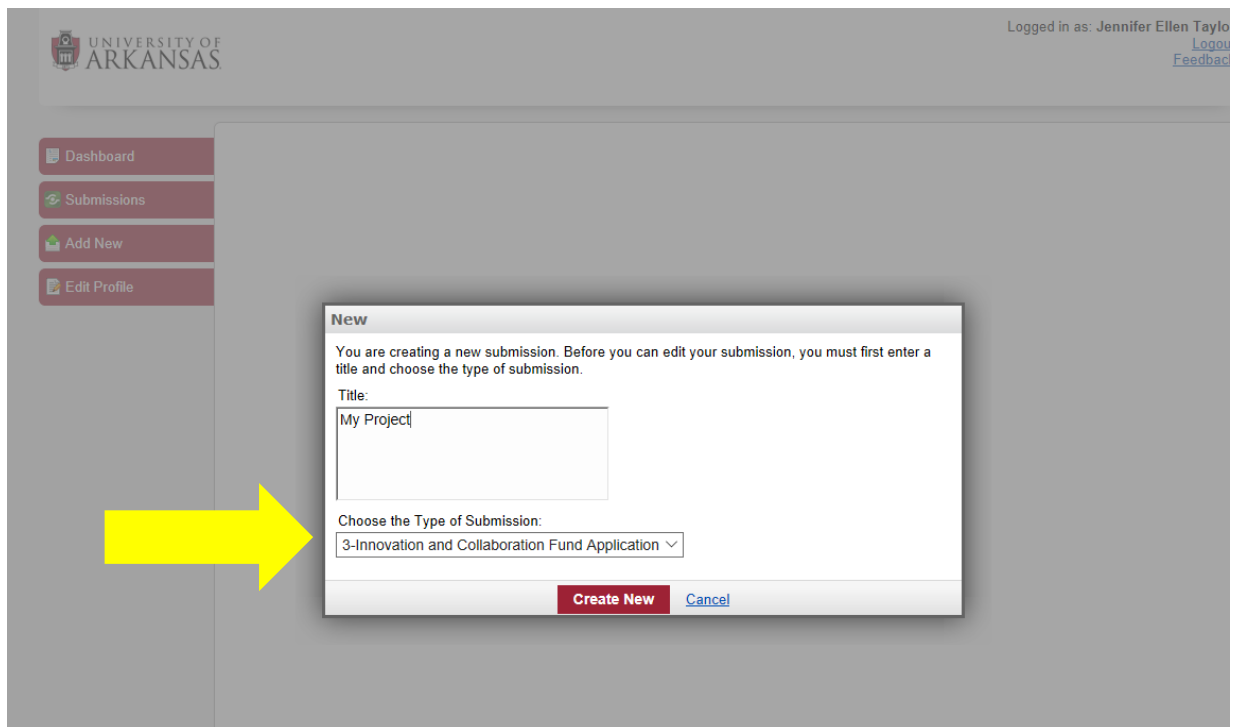 UNIVERSITY OF
ARKANSAS
Logged in as: Jennifer Ellen Taylo
Logou
Feedbac
Dashboard
Submissions
Add New
Edit Profile
New
You are creating a new submission. Before you can edit your submission, you must first enter a
title and choose the type of submission.
Title:
My Project
Choose the Type of Submission:
3-Innovation and Collaboration Fund Application
Create New
Cancel